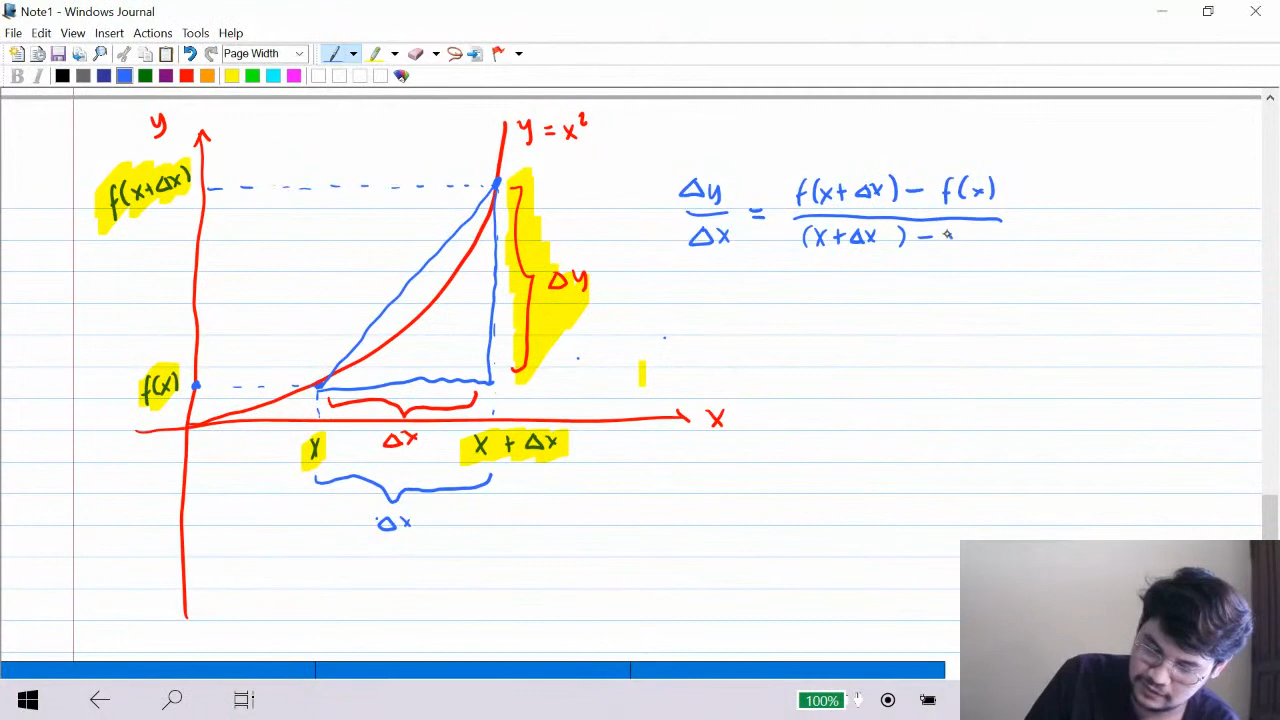 Note1 - Windows Journal
File Edit View Insert Actions Tools Help
Page Width
B I
y
y = x²
f(x+Δx)
Δy/Δx = (f(x+Δx) - f(x))/((x+Δx) -
Δy
f(x)
x
Δx
x
x + Δx
Δx
100%